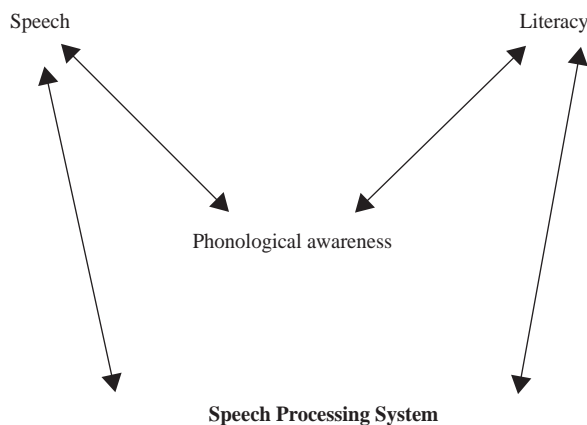 Speech
Literacy
Phonological awareness
Speech Processing System